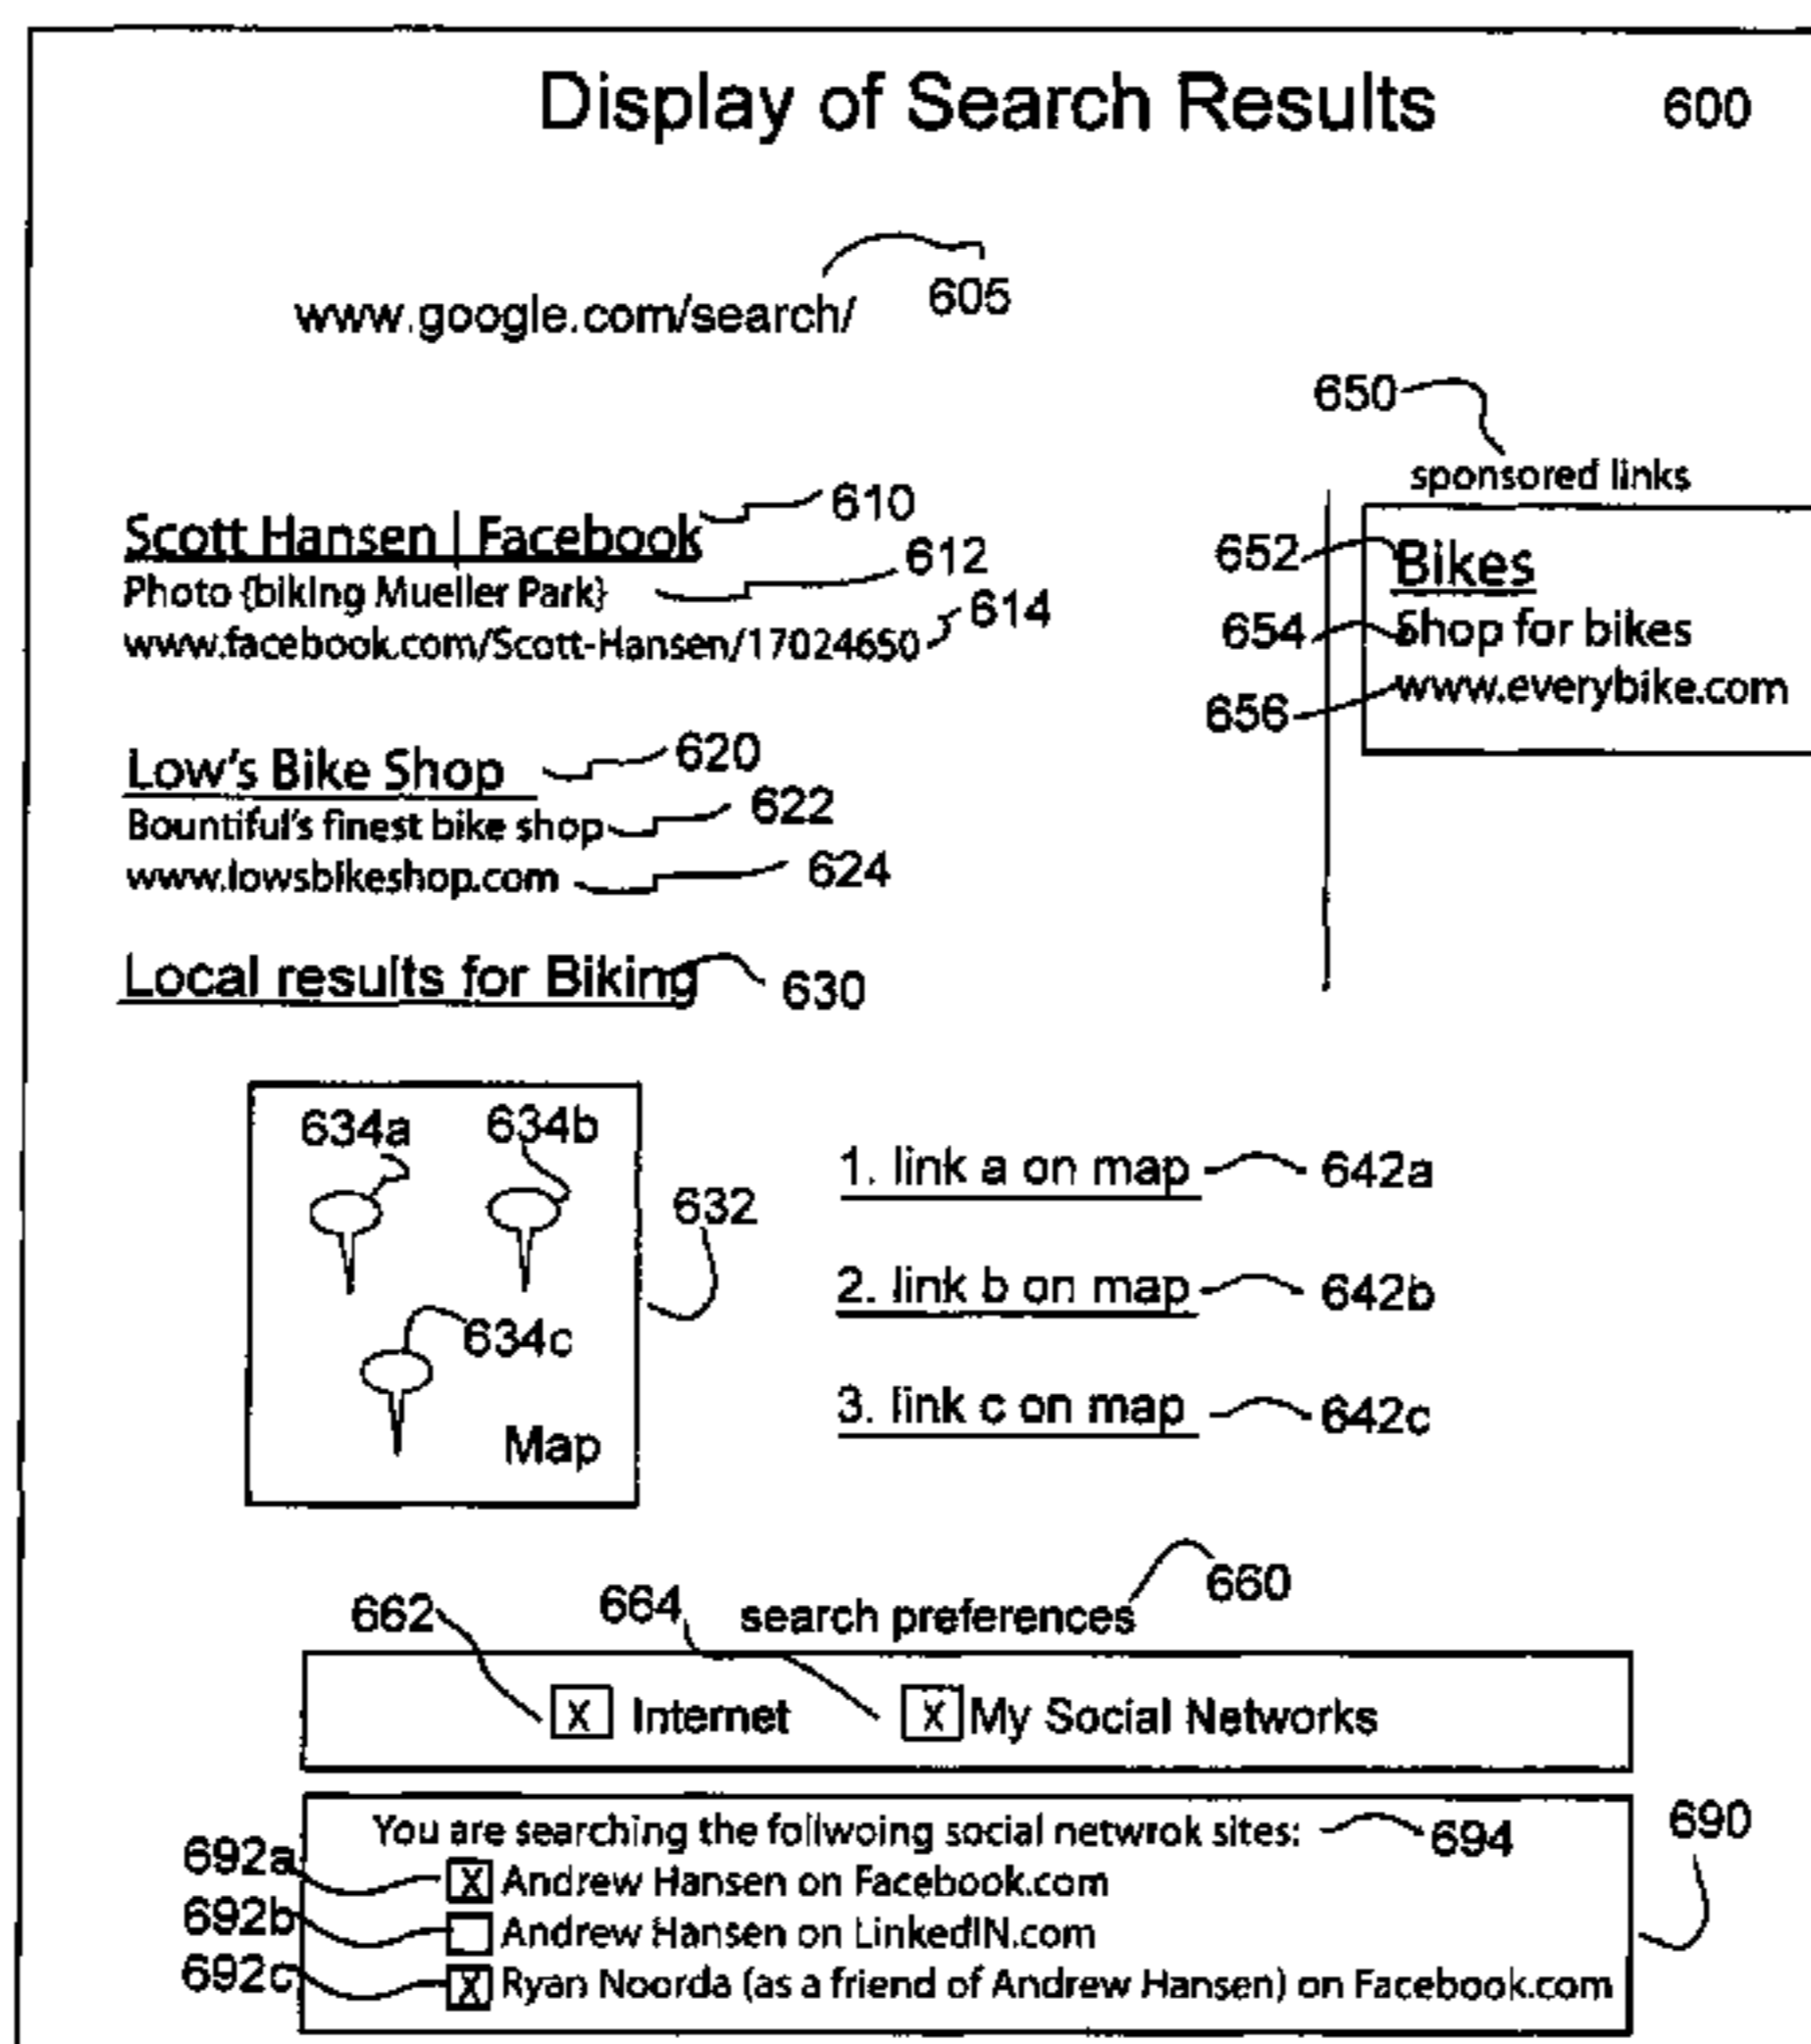 Display of Search Results 600
605
www.google.com/search/
650
sponsored links
Scott Hansen | Facebook 610
Photo {biking Mueller Park} 612
www.facebook.com/Scott-Hansen/17024650 614
652 Bikes
654 Shop for bikes
656 www.everybike.com
Low's Bike Shop 620
Bountiful's finest bike shop 622
www.lowsbikeshop.com 624
Local results for Biking 630
634a 634b
632
634c
Map
1. link a on map 642a
2. link b on map 642b
3. link c on map 642c
660
662 664 search preferences
X Internet X My Social Networks
690
You are searching the follwoing social netwrok sites: 694
692a X Andrew Hansen on Facebook.com
692b Andrew Hansen on LinkedIN.com
692c X Ryan Noorda (as a friend of Andrew Hansen) on Facebook.com